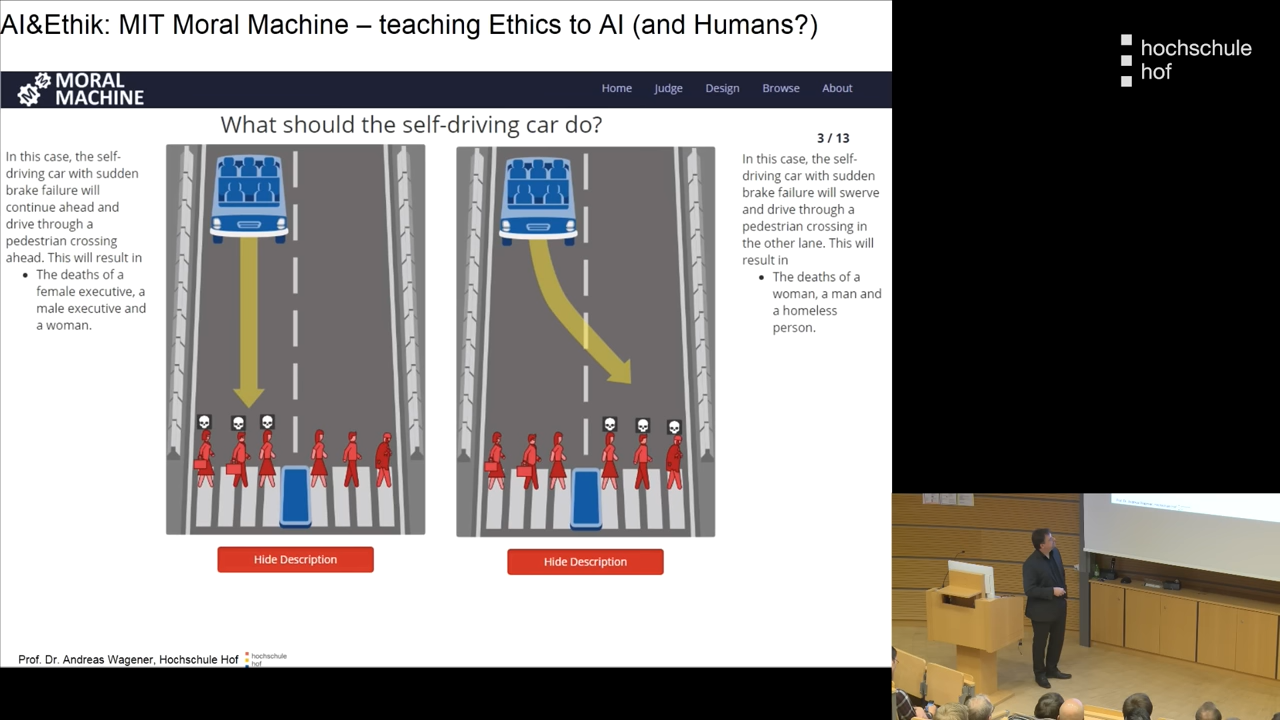 AI&Ethik: MIT Moral Machine – teaching Ethics to AI (and Humans?)
hochschule
hof
MORAL
MACHINE
Home
Judge
Design
Browse
About
What should the self-driving car do?
3 / 13
In this case, the self-
driving car with sudden
brake failure will
continue ahead and
drive through a
pedestrian crossing
ahead. This will result in
• The deaths of a
female executive, a
male executive and
a woman.
In this case, the self-
driving car with sudden
brake failure will swerve
and drive through a
pedestrian crossing in
the other lane. This will
result in
• The deaths of a
woman, a man and
a homeless
person.
Hide Description
Hide Description
Prof. Dr. Andreas Wagener, Hochschule Hof
hochschule
hof